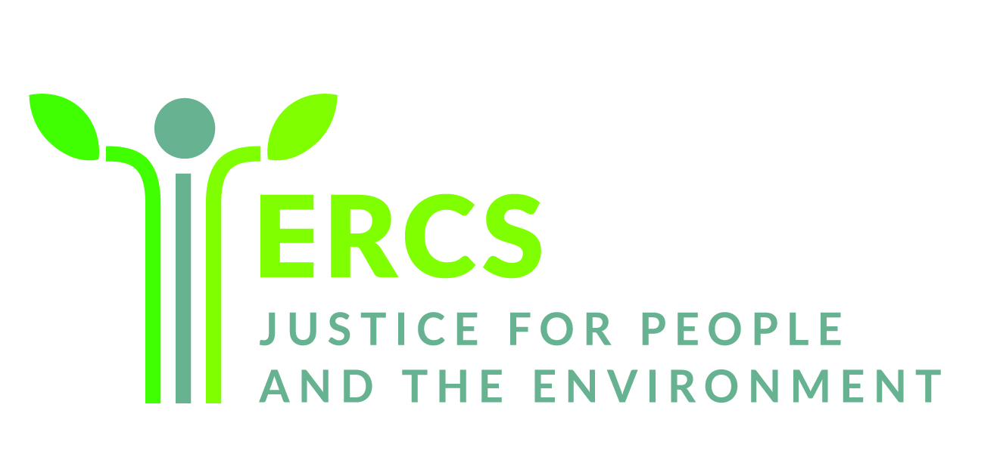 ERCS
JUSTICE FOR PEOPLE
AND THE ENVIRONMENT